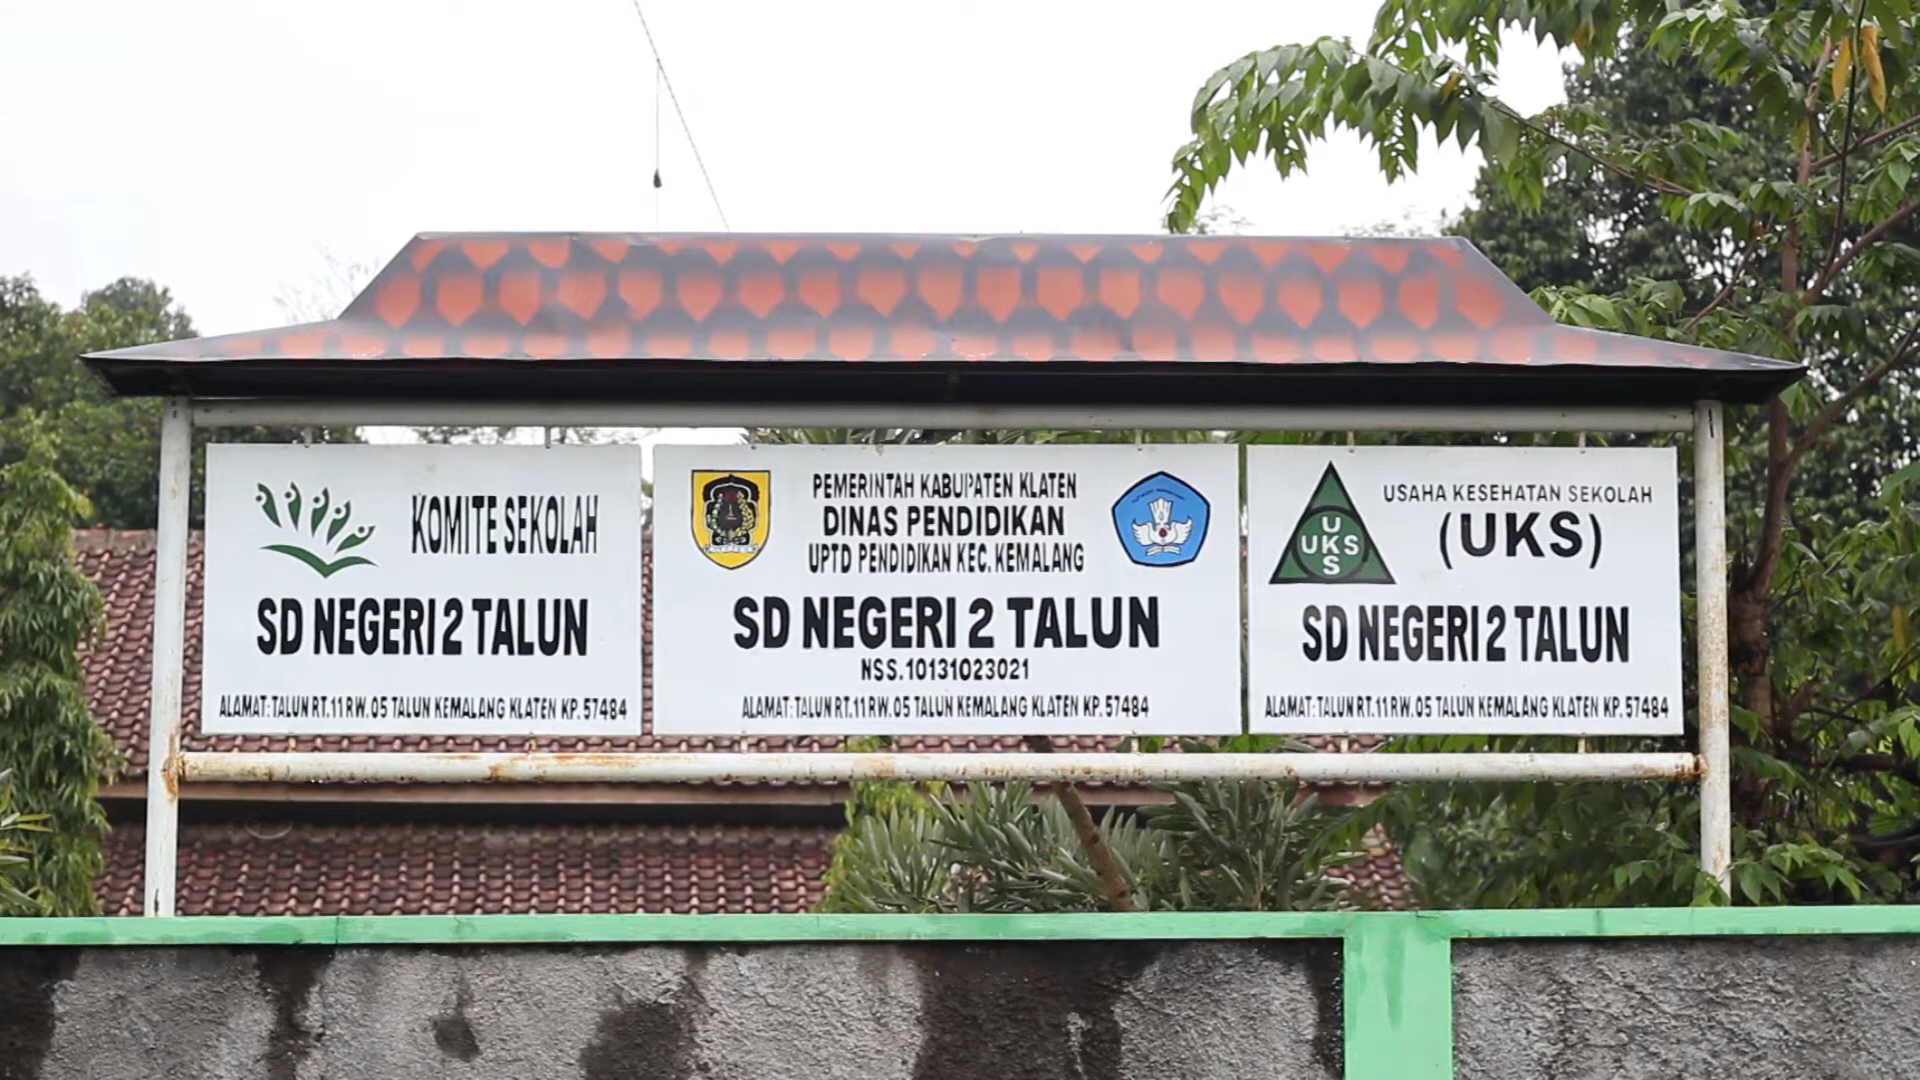 KOMITE SEKOLAH
SD NEGERI 2 TALUN
ALAMAT: TALUN RT. 11 RW. 05 TALUN KEMALANG KLATEN KP. 57484
PEMERINTAH KABUPATEN KLATEN
DINAS PENDIDIKAN
UPTD PENDIDIKAN KEC. KEMALANG
SD NEGERI 2 TALUN
NSS. 10131023021
ALAMAT: TALUN RT. 11 RW. 05 TALUN KEMALANG KLATEN KP. 57484
U
UKS
S
USAHA KESEHATAN SEKOLAH
(UKS)
SD NEGERI 2 TALUN
ALAMAT: TALUN RT. 11 RW. 05 TALUN KEMALANG KLATEN KP. 57484